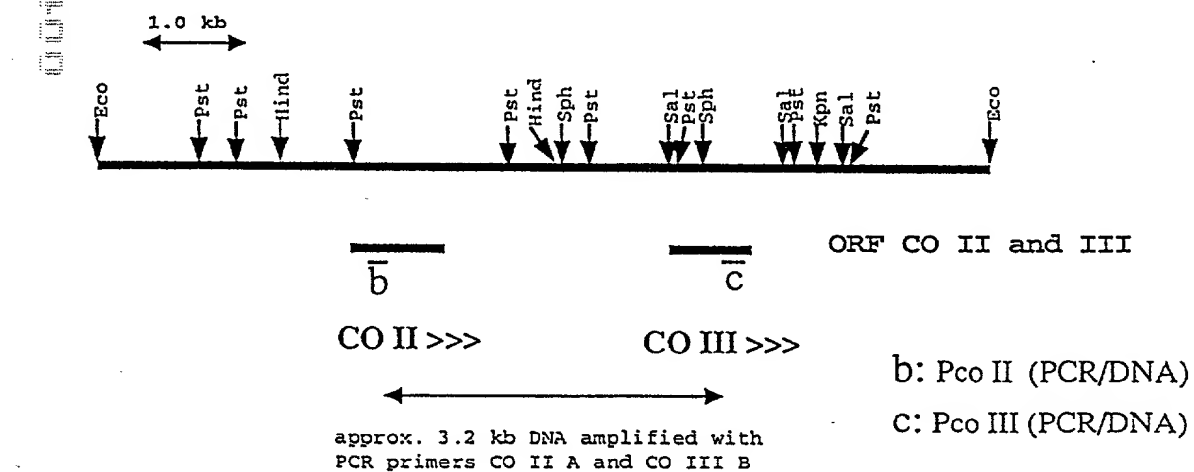 1.0 kb
Eco
Pst
Pst
Hind
Pst
Pst
Hind
Sph
Pst
Sal
Pst
Sph
Sal
Pst
Kpn
Sal
Pst
Eco
ORF CO II and III
b
c
CO II >>>
CO III >>>
b: Pco II (PCR/DNA)
c: Pco III (PCR/DNA)
approx. 3.2 kb DNA amplified with
PCR primers CO II A and CO III B